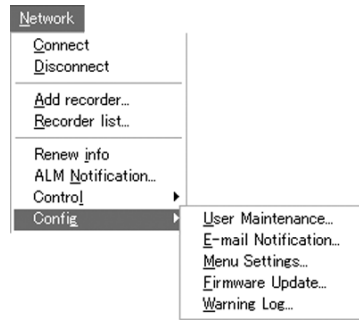 Network
Connect
Disconnect
Add recorder...
Recorder list...
Renew info
ALM Notification...
Control
Config
User Maintenance...
E-mail Notification...
Menu Settings...
Firmware Update...
Warning Log...